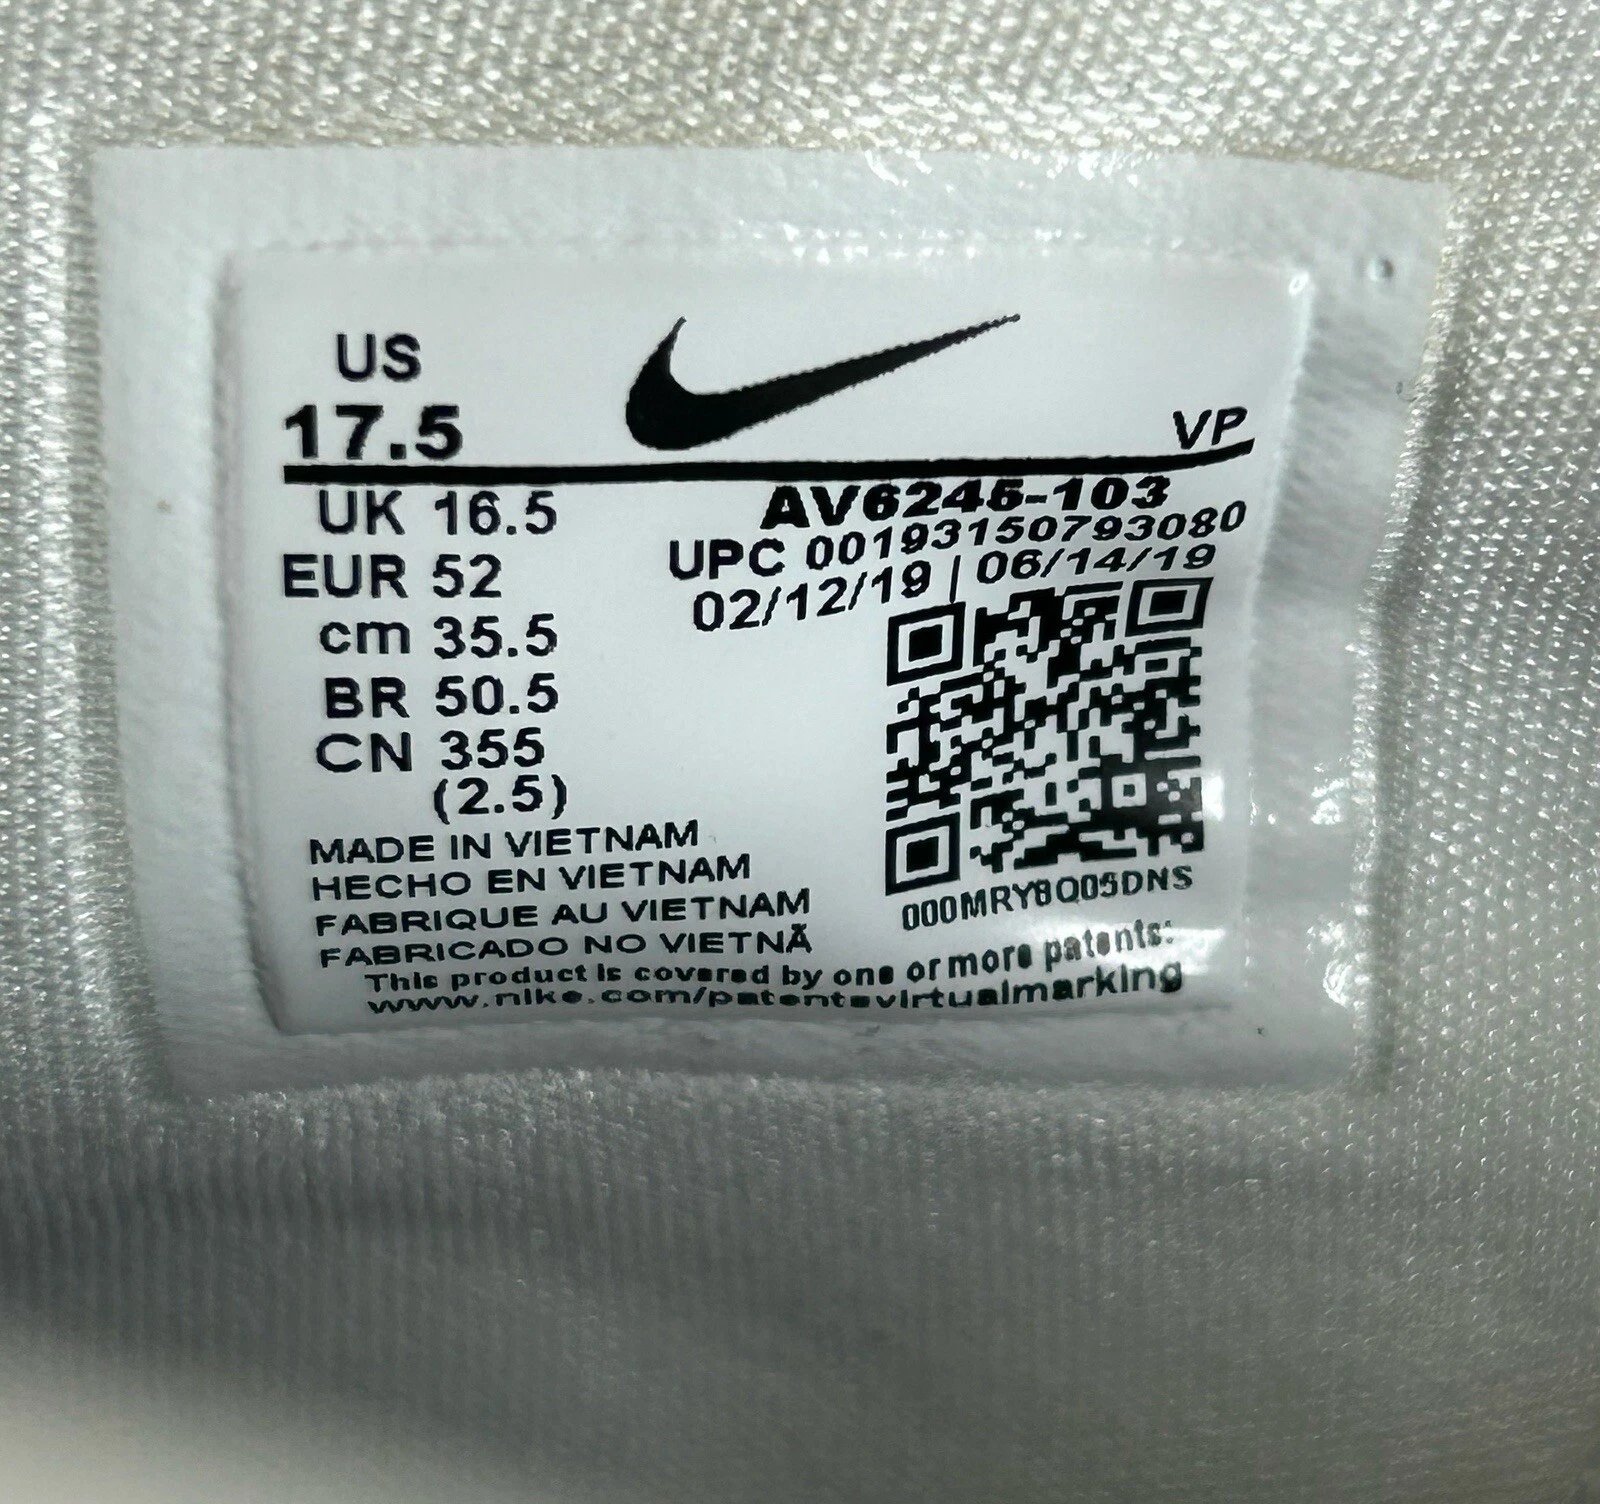 US
17.5
VP
UK 16.5
EUR 52
cm 35.5
BR 50.5
CN 355
(2.5)
AV6245-103
UPC 00193150793080
02/12/19 | 06/14/19
000MRY8Q05DNS
MADE IN VIETNAM
HECHO EN VIETNAM
FABRIQUE AU VIETNAM
FABRICADO NO VIETNÃ
This product is covered by one or more patents:
www.nike.com/patentsvirtualmarking